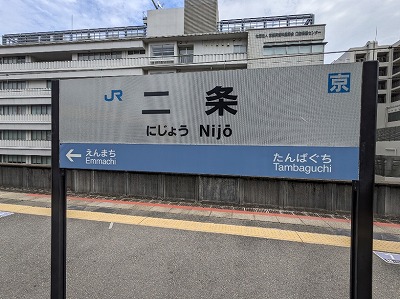 JR 二条 京
にじょう Nijō
← えんまち たんばぐち
Emmachi Tambaguchi